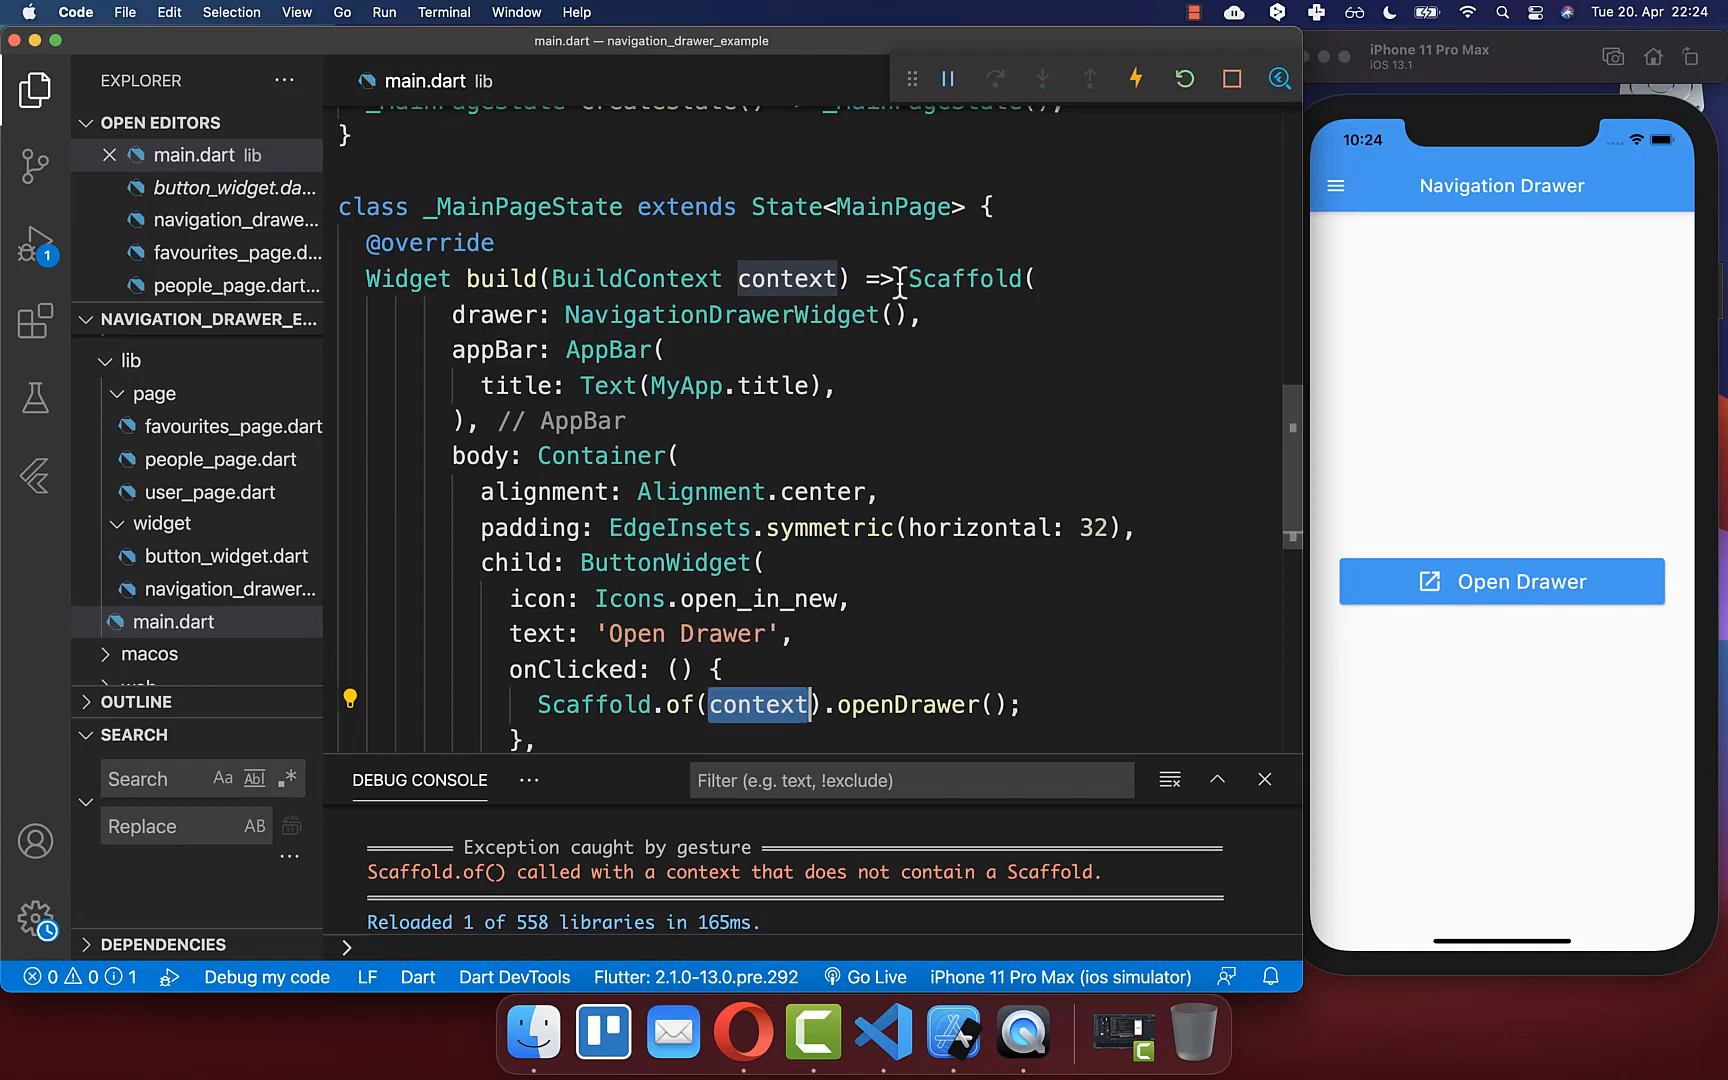 Code File Edit Selection View Go Run Terminal Window Help Tue 20. Apr 22:24
main.dart — navigation_drawer_example
iPhone 11 Pro Max
iOS 13.1
EXPLORER
main.dart lib
OPEN EDITORS
main.dart lib
button_widget.da...
navigation_drawe...
favourites_page.d...
people_page.dart...
NAVIGATION_DRAWER_E...
lib
page
favourites_page.dart
people_page.dart
user_page.dart
widget
button_widget.dart
navigation_drawer...
main.dart
macos
OUTLINE
SEARCH
Search Aa Abl .*
Replace AB
DEPENDENCIES
_MainPageState createState() => _MainPageState();
}
class _MainPageState extends State<MainPage> {
@override
Widget build(BuildContext context) => Scaffold(
drawer: NavigationDrawerWidget(),
appBar: AppBar(
title: Text(MyApp.title),
), // AppBar
body: Container(
alignment: Alignment.center,
padding: EdgeInsets.symmetric(horizontal: 32),
child: ButtonWidget(
icon: Icons.open_in_new,
text: 'Open Drawer',
onClicked: () {
Scaffold.of(context).openDrawer();
},
DEBUG CONSOLE
Filter (e.g. text, !exclude)
Exception caught by gesture
Scaffold.of() called with a context that does not contain a Scaffold.
Reloaded 1 of 558 libraries in 165ms.
10:24
Navigation Drawer
Open Drawer
1
0 0 1 Debug my code LF Dart Dart DevTools Flutter: 2.1.0-13.0.pre.292 Go Live iPhone 11 Pro Max (ios simulator)